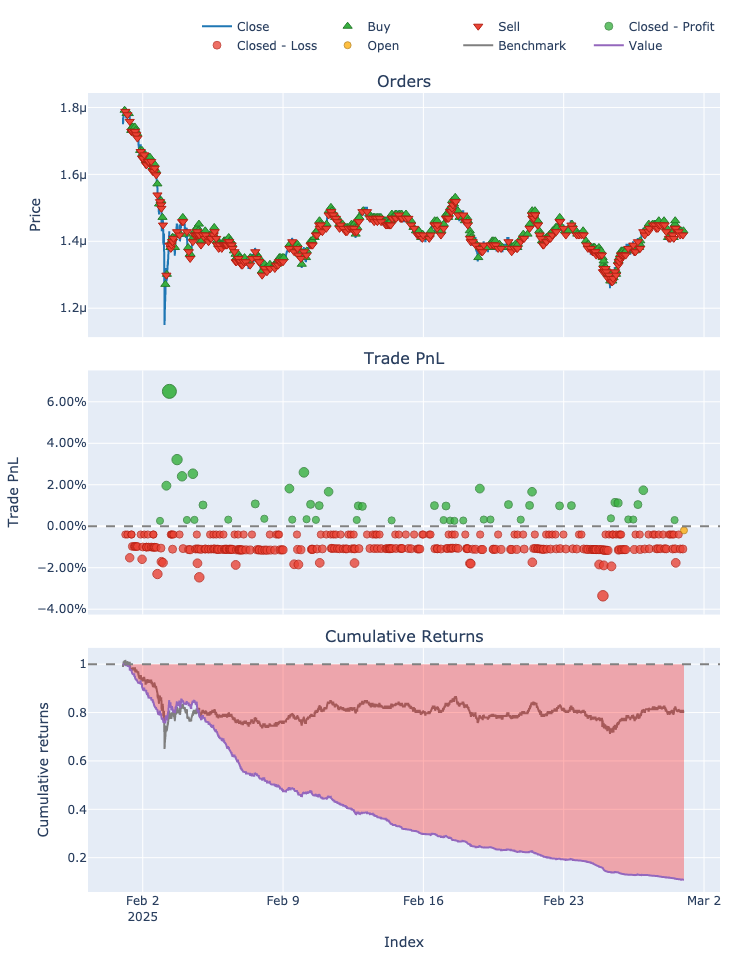 Close Buy Sell Closed - Profit
Closed - Loss Open Benchmark Value
Orders
1.8μ
1.6μ
1.4μ
1.2μ
Price
Trade PnL
6.00%
4.00%
2.00%
0.00%
−2.00%
−4.00%
Trade PnL
Cumulative Returns
1
0.8
0.6
0.4
0.2
Cumulative returns
Feb 2 Feb 9 Feb 16 Feb 23 Mar 2
2025
Index